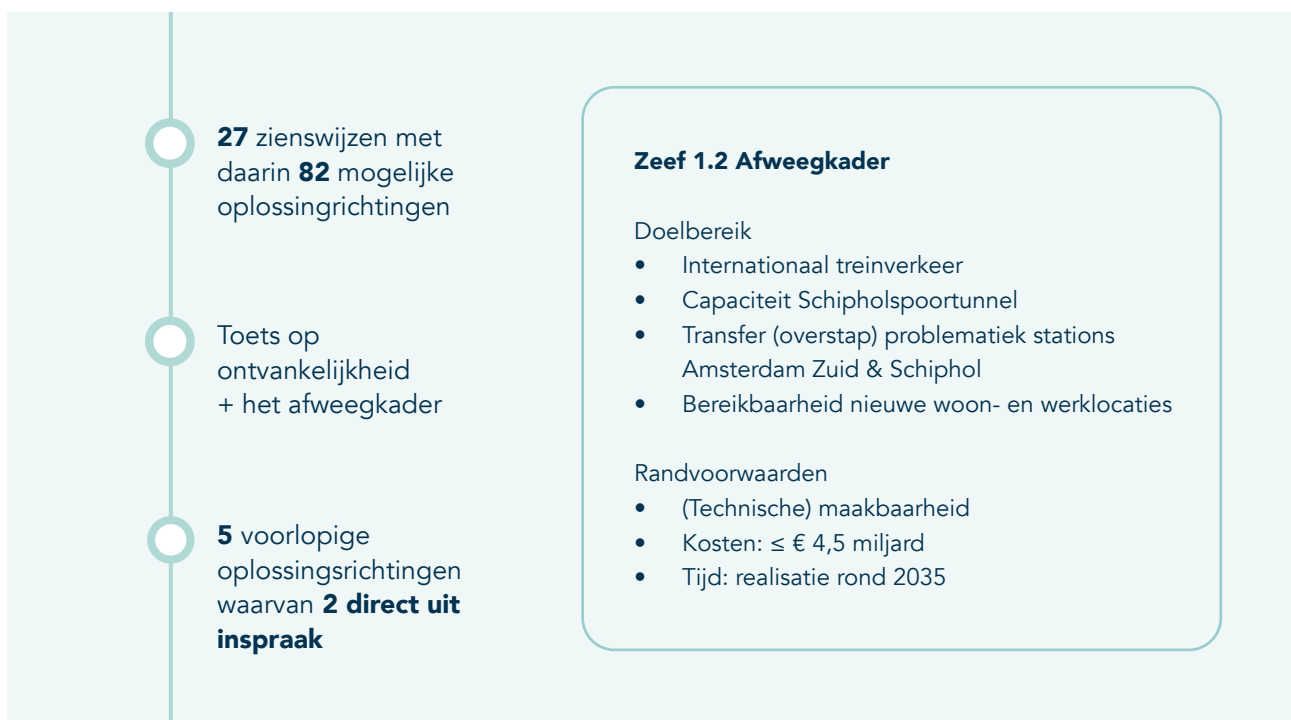 27 zienswijzen met
daarin 82 mogelijke
oplossingrichtingen
Toets op
ontvankelijkheid
+ het afweegkader
5 voorlopige
oplossingsrichtingen
waarvan 2 direct uit
inspraak
Zeef 1.2 Afweegkader
Doelbereik
• Internationaal treinverkeer
• Capaciteit Schipholspoortunnel
• Transfer (overstap) problematiek stations
Amsterdam Zuid & Schiphol
• Bereikbaarheid nieuwe woon- en werklocaties
Randvoorwaarden
• (Technische) maakbaarheid
• Kosten: ≤ € 4,5 miljard
• Tijd: realisatie rond 2035